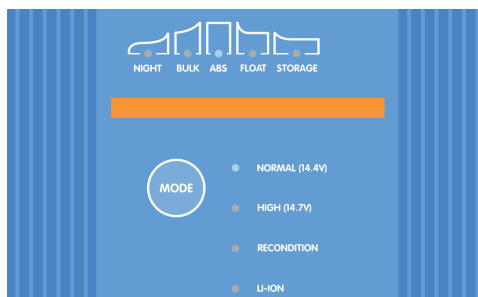 NIGHT BULK ABS FLOAT STORAGE
MODE
NORMAL (14.4V)
HIGH (14.7V)
RECONDITION
LI-ION